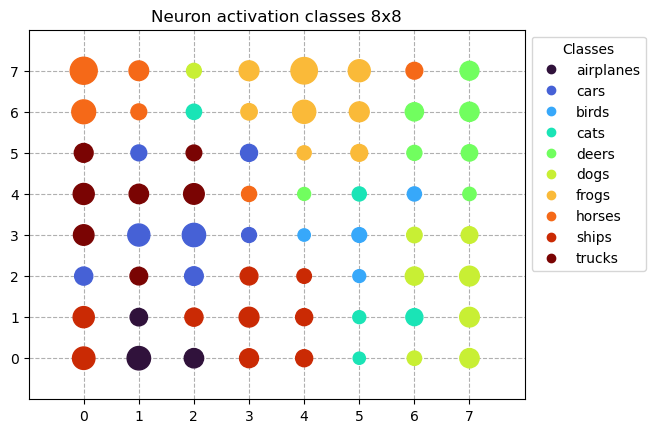 Neuron activation classes 8x8
7
6
5
4
3
2
1
0
0 1 2 3 4 5 6 7
Classes
airplanes
cars
birds
cats
deers
dogs
frogs
horses
ships
trucks